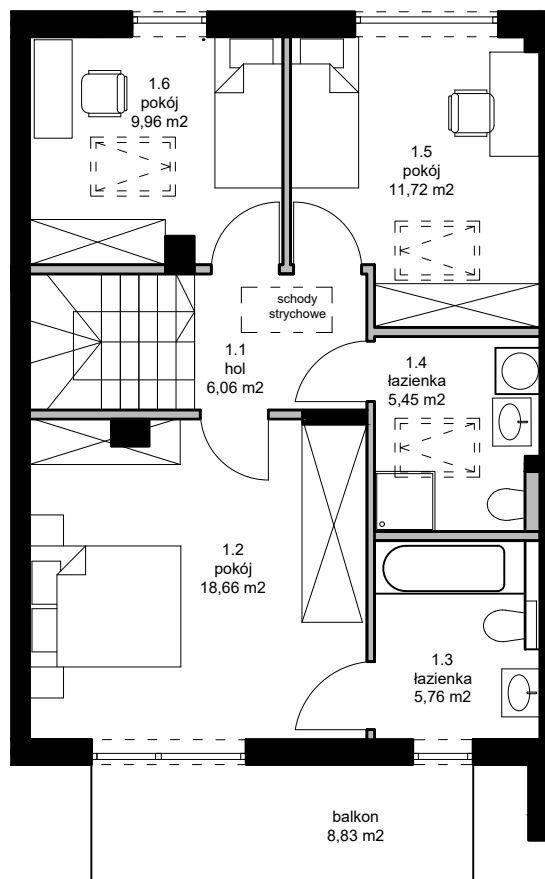 1.6
pokój
9,96 m2
1.5
pokój
11,72 m2
schody
strychowe
1.1
hol
6,06 m2
1.4
łazienka
5,45 m2
1.2
pokój
18,66 m2
1.3
łazienka
5,76 m2
balkon
8,83 m2